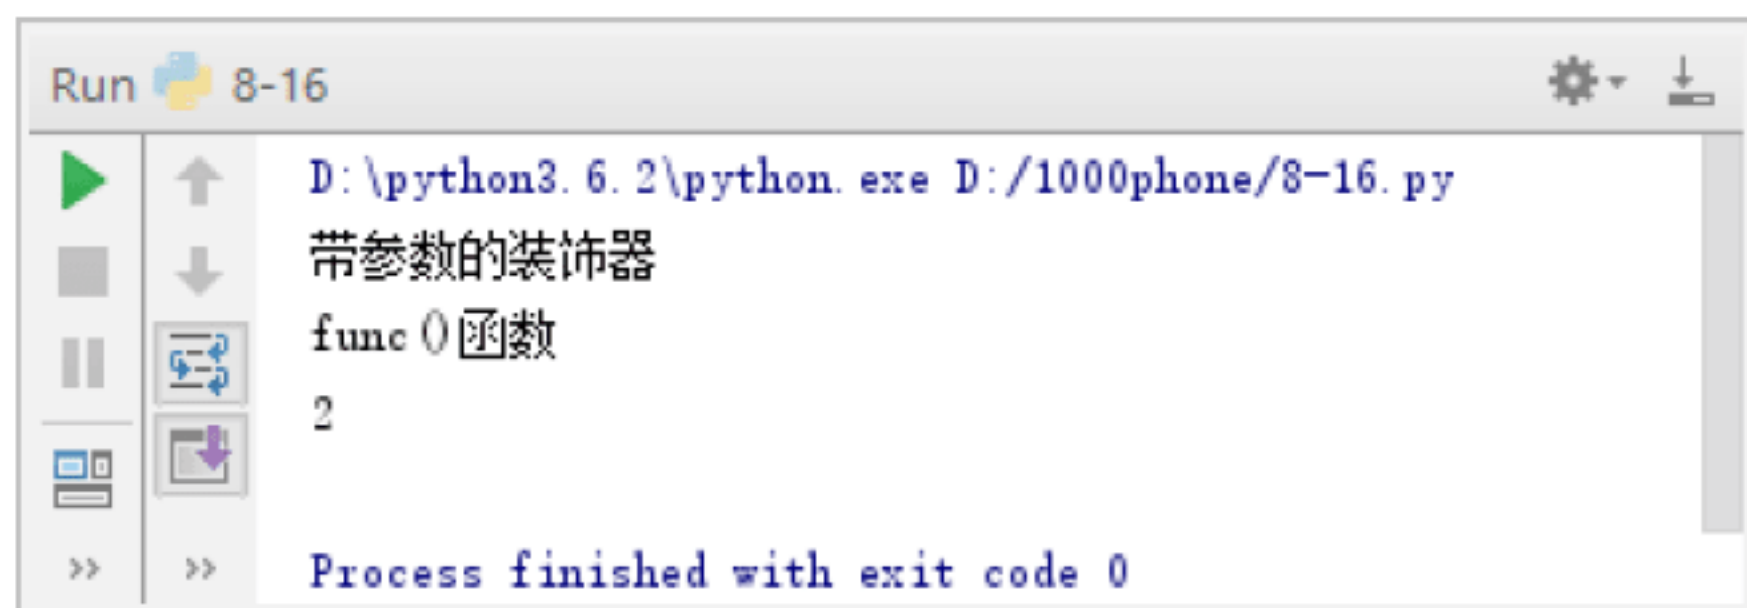 Run 8-16
D:\python3.6.2\python.exe D:/1000phone/8-16.py
带参数的装饰器
func()函数
2
Process finished with exit code 0